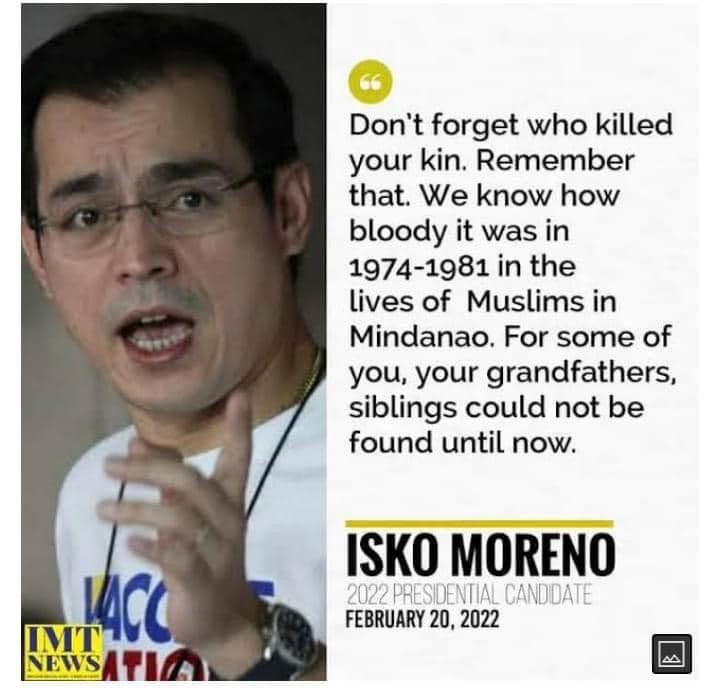 “
Don't forget who killed
your kin. Remember
that. We know how
bloody it was in
1974-1981 in the
lives of Muslims in
Mindanao. For some of
you, your grandfathers,
siblings could not be
found until now.
ISKO MORENO
2022 PRESIDENTIAL CANDIDATE
FEBRUARY 20, 2022
VACC
IMT
NEWS